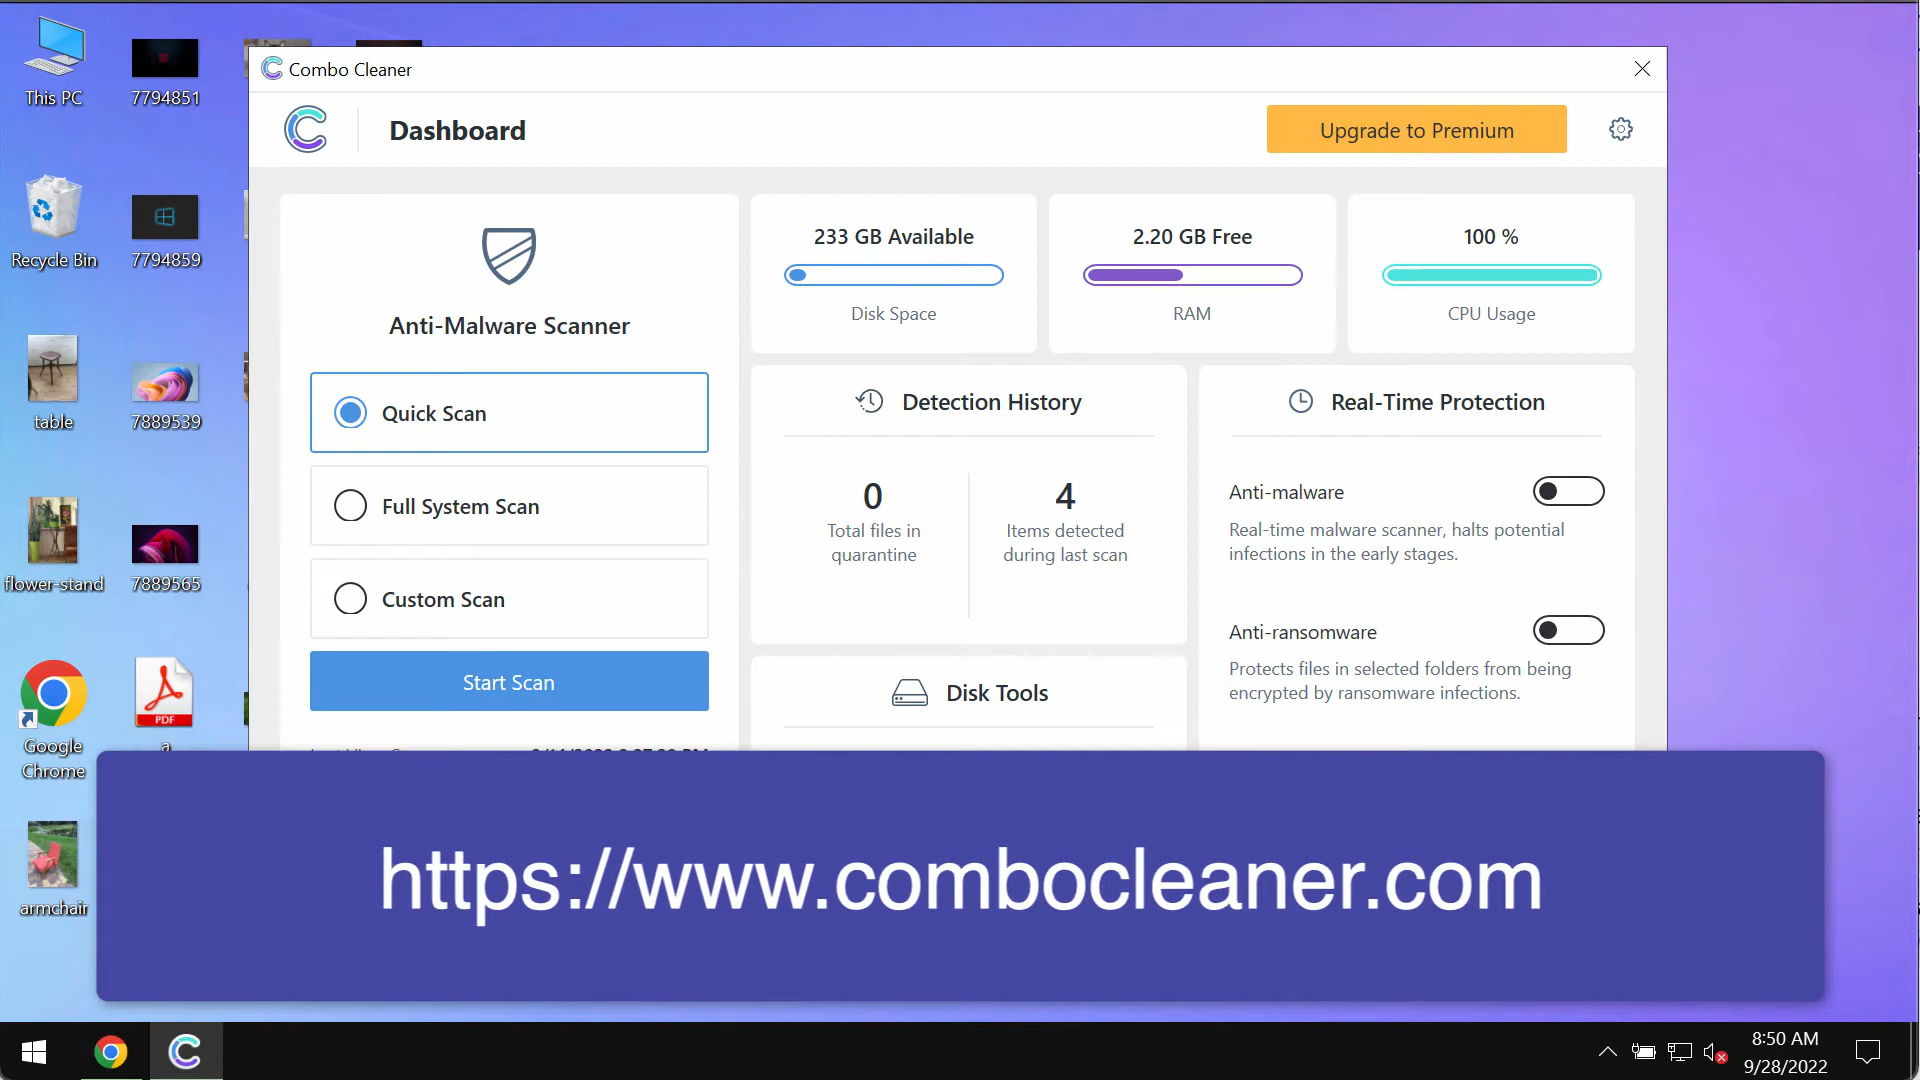 This PC
7794851
Recycle Bin
7794859
table
7889539
flower-stand
7889565
Google
Chrome
PDF
a
armchair
Combo Cleaner
Dashboard
Upgrade to Premium
Anti-Malware Scanner
Quick Scan
Full System Scan
Custom Scan
Start Scan
233 GB Available
Disk Space
2.20 GB Free
RAM
100 %
CPU Usage
Detection History
0
Total files in
quarantine
4
Items detected
during last scan
Disk Tools
Real-Time Protection
Anti-malware
Real-time malware scanner, halts potential
infections in the early stages.
Anti-ransomware
Protects files in selected folders from being
encrypted by ransomware infections.
https://www.combocleaner.com
8:50 AM
9/28/2022